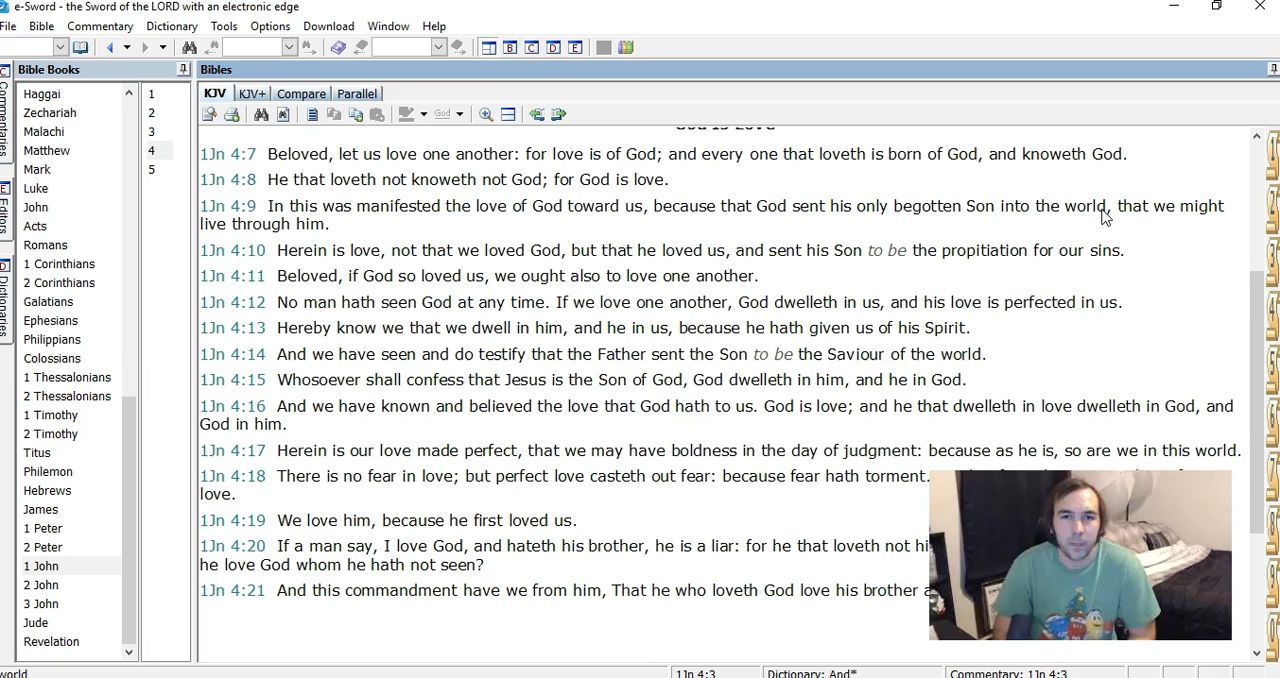 e-Sword - the Sword of the LORD with an electronic edge
File Bible Commentary Dictionary Tools Options Download Window Help
B C D E
Bible Books
Bibles
KJV KJV+ Compare Parallel
God
Commentaries
Editors
Dictionaries
Haggai
Zechariah
Malachi
Matthew
Mark
Luke
John
Acts
Romans
1 Corinthians
2 Corinthians
Galatians
Ephesians
Philippians
Colossians
1 Thessalonians
2 Thessalonians
1 Timothy
2 Timothy
Titus
Philemon
Hebrews
James
1 Peter
2 Peter
1 John
2 John
3 John
Jude
Revelation
1
2
3
4
5
God is Love
1Jn 4:7 Beloved, let us love one another: for love is of God; and every one that loveth is born of God, and knoweth God.
1Jn 4:8 He that loveth not knoweth not God; for God is love.
1Jn 4:9 In this was manifested the love of God toward us, because that God sent his only begotten Son into the world, that we might
live through him.
1Jn 4:10 Herein is love, not that we loved God, but that he loved us, and sent his Son to be the propitiation for our sins.
1Jn 4:11 Beloved, if God so loved us, we ought also to love one another.
1Jn 4:12 No man hath seen God at any time. If we love one another, God dwelleth in us, and his love is perfected in us.
1Jn 4:13 Hereby know we that we dwell in him, and he in us, because he hath given us of his Spirit.
1Jn 4:14 And we have seen and do testify that the Father sent the Son to be the Saviour of the world.
1Jn 4:15 Whosoever shall confess that Jesus is the Son of God, God dwelleth in him, and he in God.
1Jn 4:16 And we have known and believed the love that God hath to us. God is love; and he that dwelleth in love dwelleth in God, and
God in him.
1Jn 4:17 Herein is our love made perfect, that we may have boldness in the day of judgment: because as he is, so are we in this world.
1Jn 4:18 There is no fear in love; but perfect love casteth out fear: because fear hath torment.
love.
1Jn 4:19 We love him, because he first loved us.
1Jn 4:20 If a man say, I love God, and hateth his brother, he is a liar: for he that loveth not hi
he love God whom he hath not seen?
1Jn 4:21 And this commandment have we from him, That he who loveth God love his brother a
world
1Jn 4:3
Dictionary: And*
Commentary: 1Jn 4:3